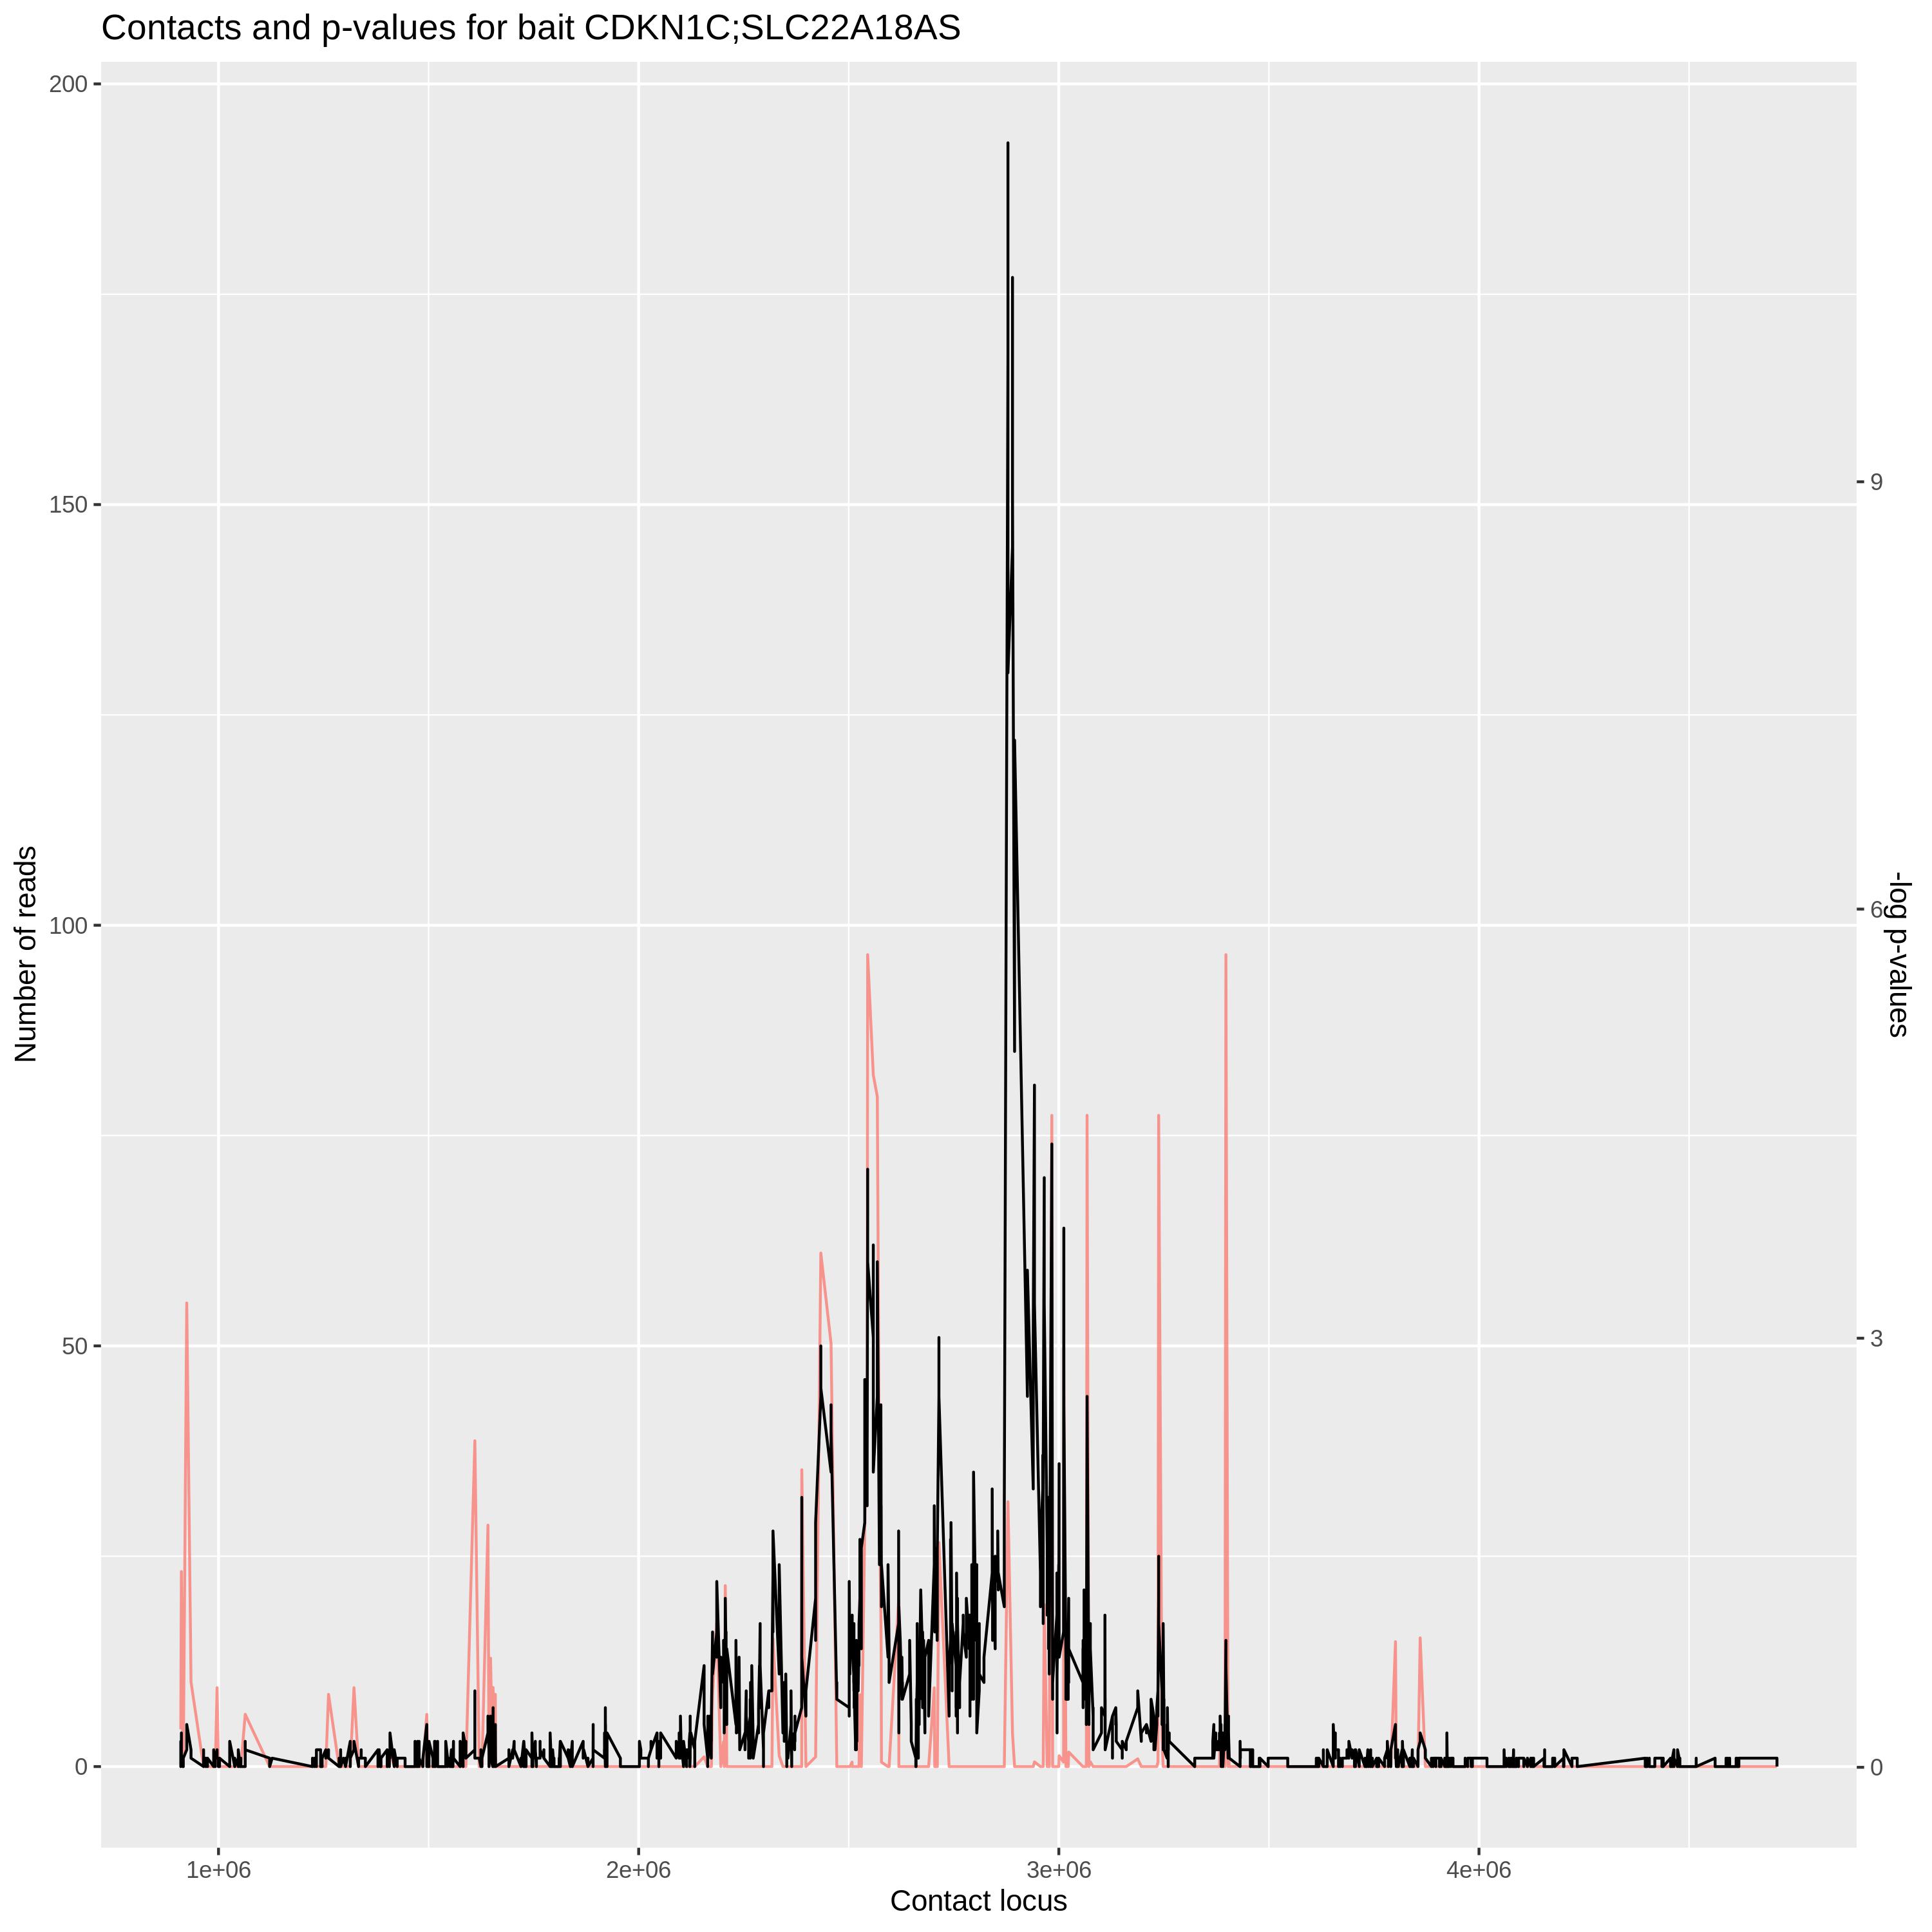 Contacts and p-values for bait CDKN1C;SLC22A18AS
200
150
100
50
0
Number of reads
9
6
3
0
-log p-values
1e+06
2e+06
3e+06
4e+06
Contact locus